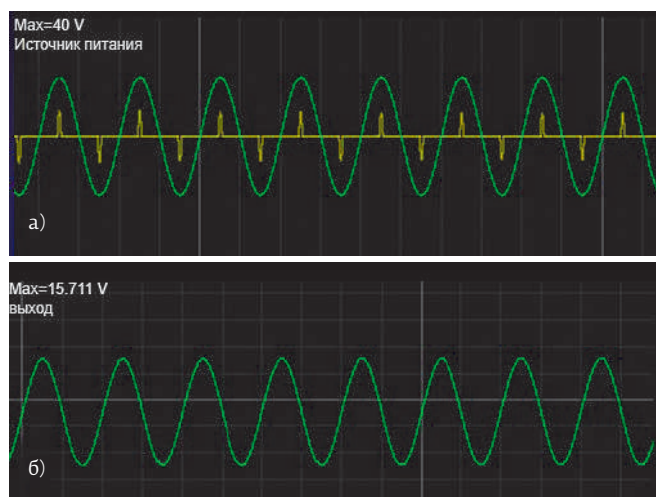 Max=40 V
Источник питания
а)
Max=15.711 V
выход
б)